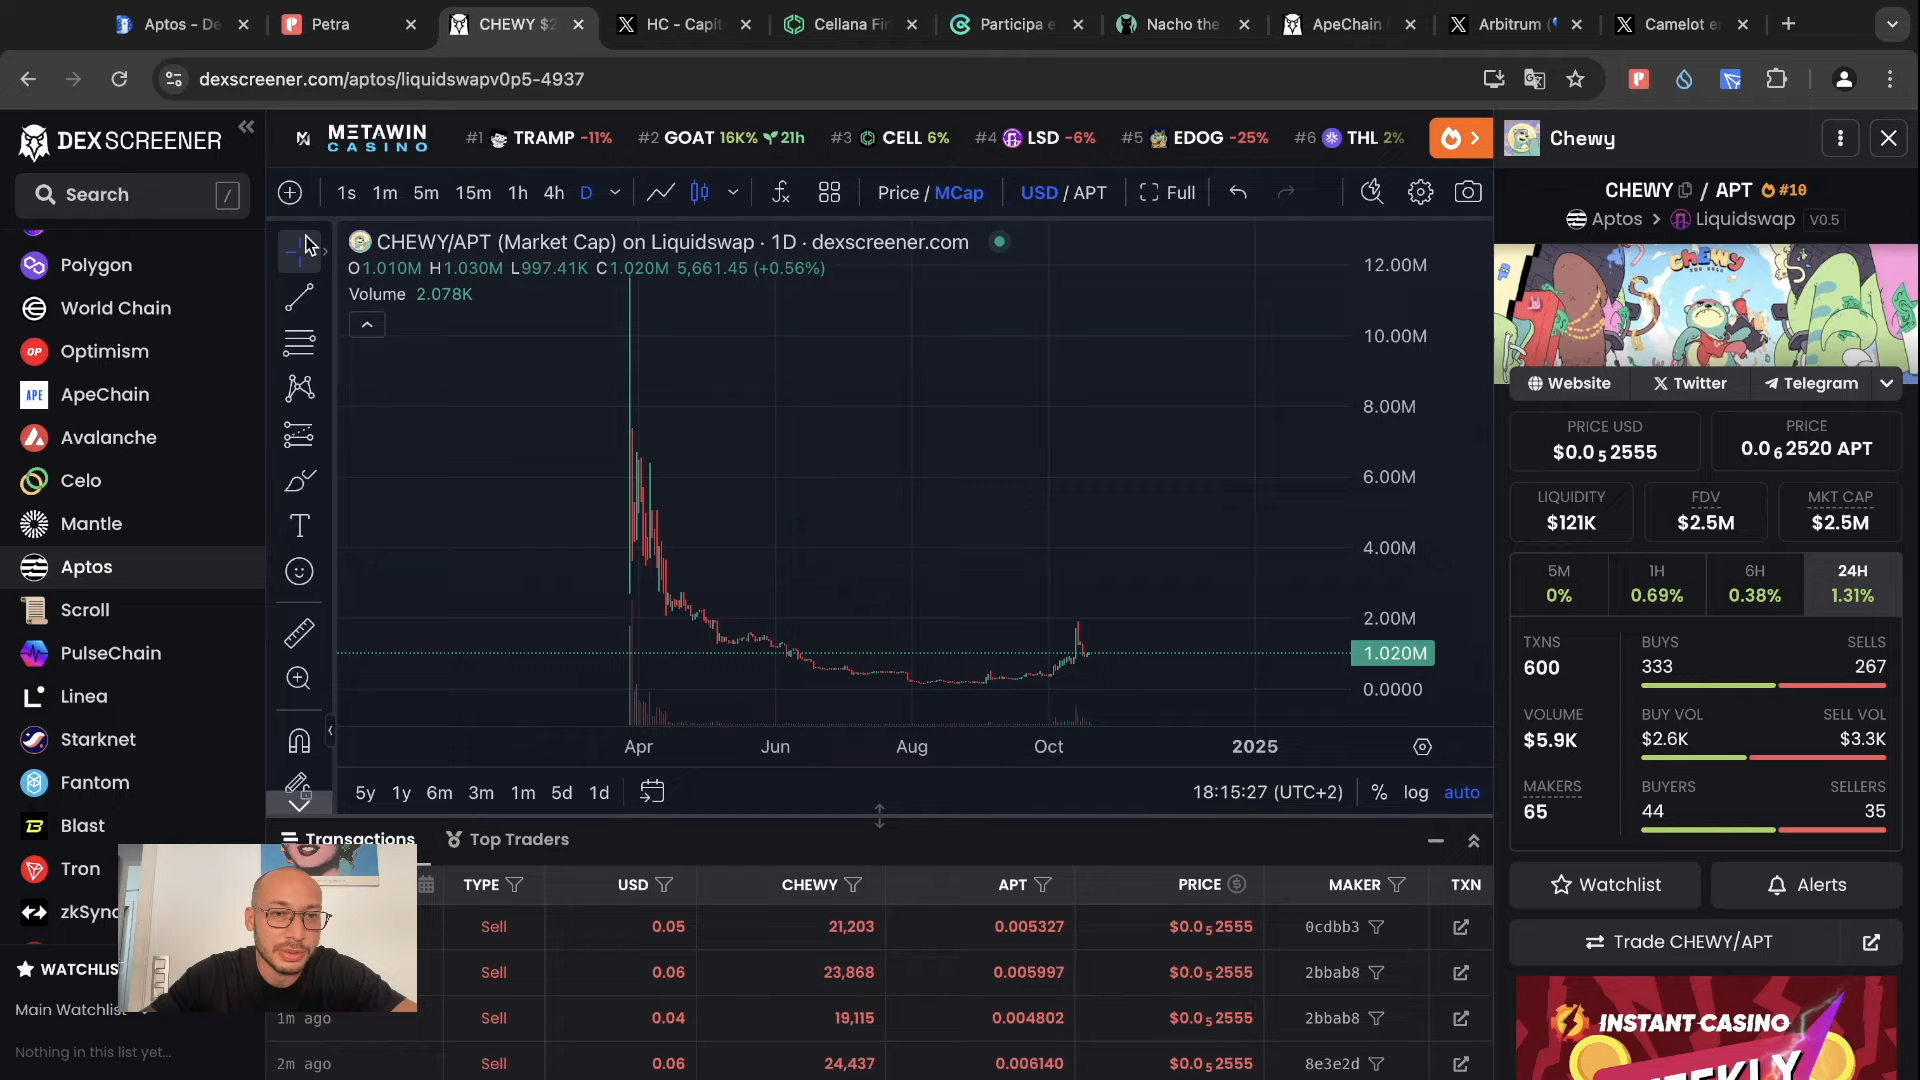 Aptos - De
Petra
CHEWY $2
HC - Capit
Cellana Fin
Participa e
Nacho the
ApeChain
Arbitrum (
Camelot e
dexscreener.com/aptos/liquidswapv0p5-4937
DEX SCREENER
METAWIN
CASINO
#1 TRAMP -11%
#2 GOAT 16K% 21h
#3 CELL 6%
#4 LSD -6%
#5 EDOG -25%
#6 THL 2%
Chewy
Search /
1s 1m 5m 15m 1h 4h D
Price / MCap
USD / APT
Full
CHEWY / APT #10
Aptos > Liquidswap V0.5
Polygon
World Chain
OP Optimism
APE ApeChain
Avalanche
Celo
Mantle
Aptos
Scroll
PulseChain
Linea
Starknet
Fantom
Blast
Tron
zkSync
WATCHLIS
Main Watchlist
Nothing in this list yet...
CHEWY/APT (Market Cap) on Liquidswap · 1D · dexscreener.com
O1.010M H1.030M L997.41K C1.020M 5,661.45 (+0.56%)
Volume 2.078K
12.00M
10.00M
8.00M
6.00M
4.00M
2.00M
1.020M
0.0000
Apr Jun Aug Oct 2025
5y 1y 6m 3m 1m 5d 1d
18:15:27 (UTC+2) % log auto
CHEWY
Website Twitter Telegram
PRICE USD
$0.0₅2555
PRICE
0.0₆2520 APT
LIQUIDITY
$121K
FDV
$2.5M
MKT CAP
$2.5M
5M
0%
1H
0.69%
6H
0.38%
24H
1.31%
TXNS
600
BUYS SELLS
333 267
VOLUME
$5.9K
BUY VOL SELL VOL
$2.6K $3.3K
MAKERS
65
BUYERS SELLERS
44 35
Watchlist
Alerts
Trade CHEWY/APT
INSTANT CASINO
WEEKLY
Transactions Top Traders
TYPE USD CHEWY APT PRICE MAKER TXN
Sell 0.05 21,203 0.005327 $0.0₅2555 0cdbb3
Sell 0.06 23,868 0.005997 $0.0₅2555 2bbab8
1m ago Sell 0.04 19,115 0.004802 $0.0₅2555 2bbab8
2m ago Sell 0.06 24,437 0.006140 $0.0₅2555 8e3e2d